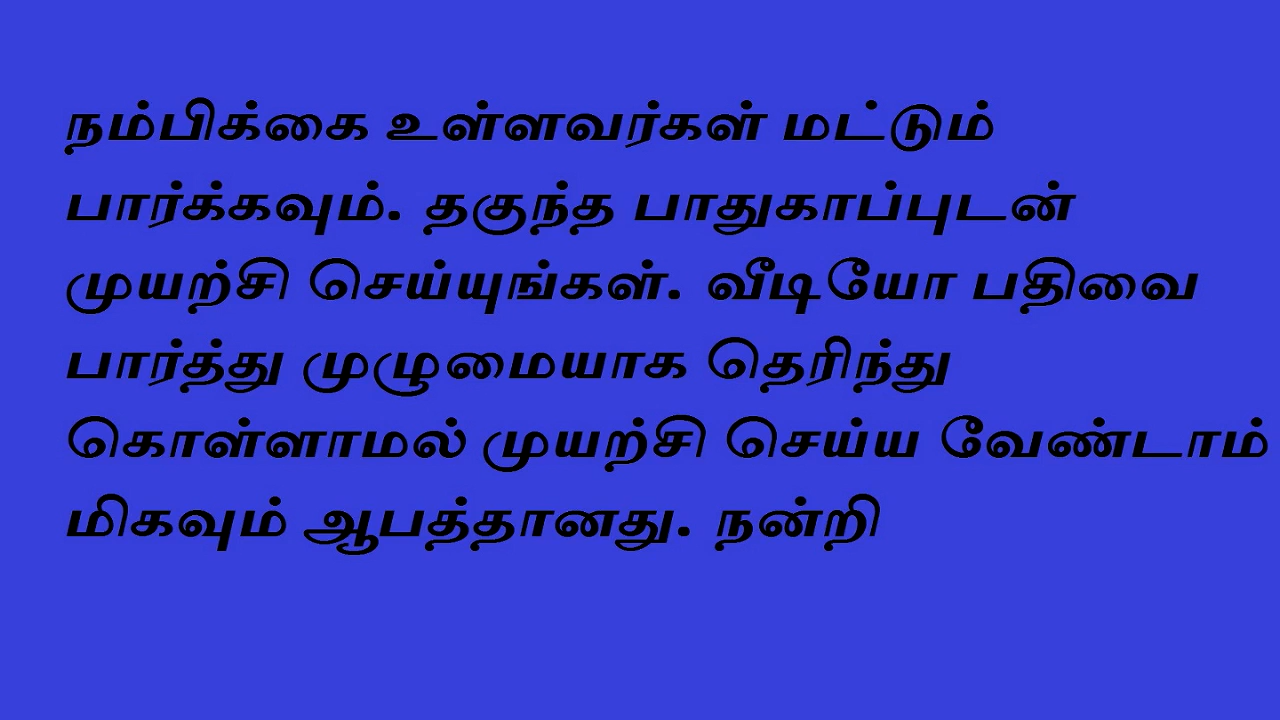 நம்பிக்கை உள்ளவர்கள் மட்டும்
பார்க்கவும். தகுந்த பாதுகாப்புடன்
முயற்சி செய்யுங்கள். வீடியோ பதிவை
பார்த்து முழுமையாக தெரிந்து
கொள்ளாமல் முயற்சி செய்ய வேண்டாம்
மிகவும் ஆபத்தானது. நன்றி